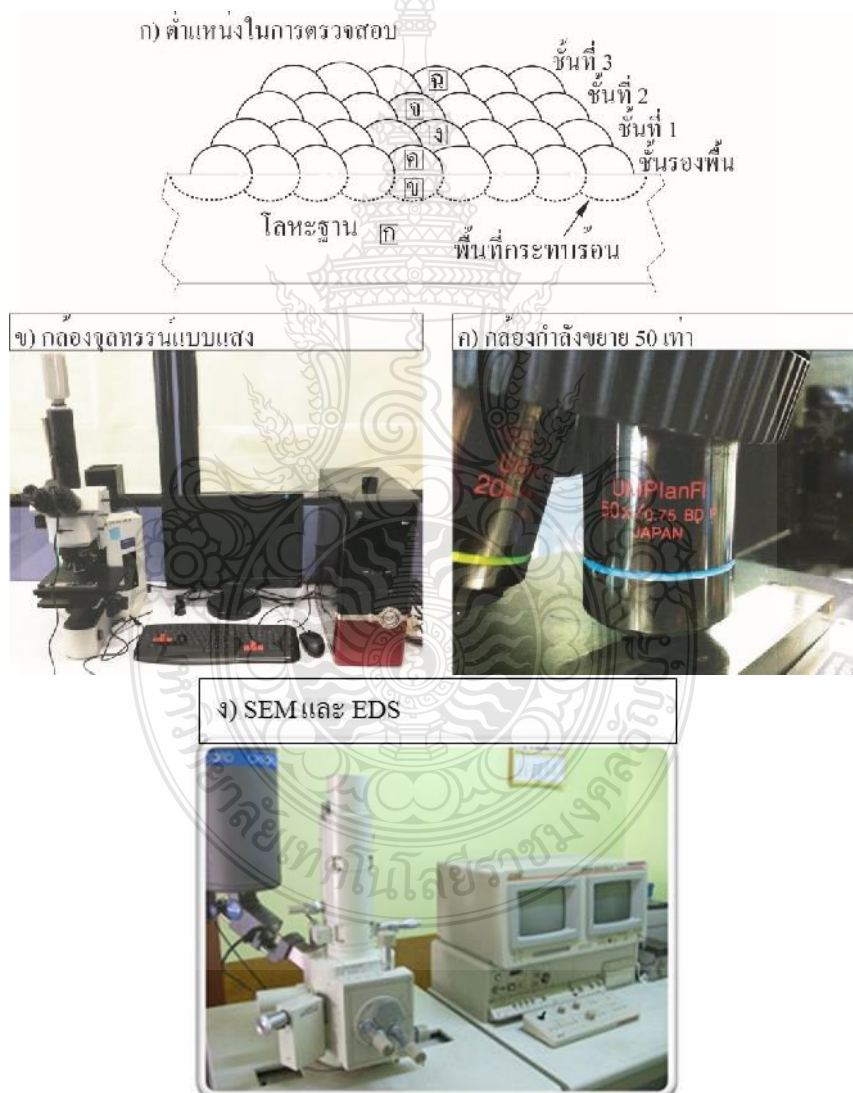 ก) ตำแหน่งในการตรวจสอบ
ชั้นที่ 3
ชั้นที่ 2
ชั้นที่ 1
ชั้นรองพื้น
ฉ
จ
ง
ค
ข
โลหะฐาน
ก
พื้นที่กระทบร้อน
ข) กล้องจุลทรรน์แบบแสง
ค) กล้องกำลังขยาย 50 เท่า
20
UMPlanFl
50x/0.75 BD P
JAPAN
ง) SEM และ EDS